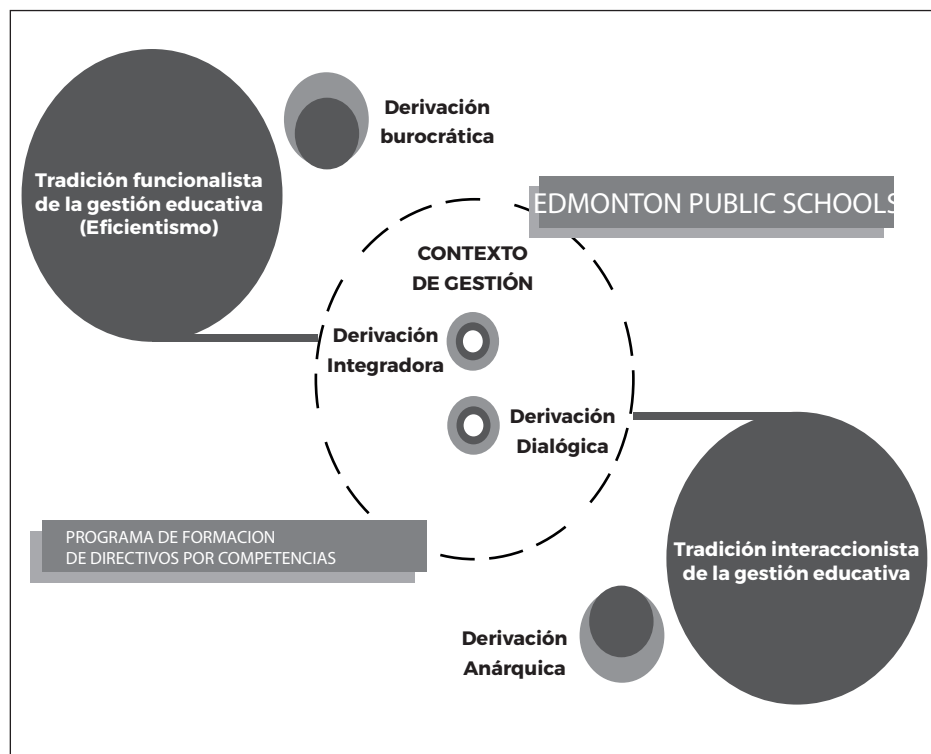 Derivación
burocrática
Tradición funcionalista
de la gestión educativa
(Eficientismo)
EDMONTON PUBLIC SCHOOLS
CONTEXTO
DE GESTIÓN
Derivación
Integradora
Derivación
Dialógica
PROGRAMA DE FORMACION
DE DIRECTIVOS POR COMPETENCIAS
Tradición interaccionista
de la gestión educativa
Derivación
Anárquica